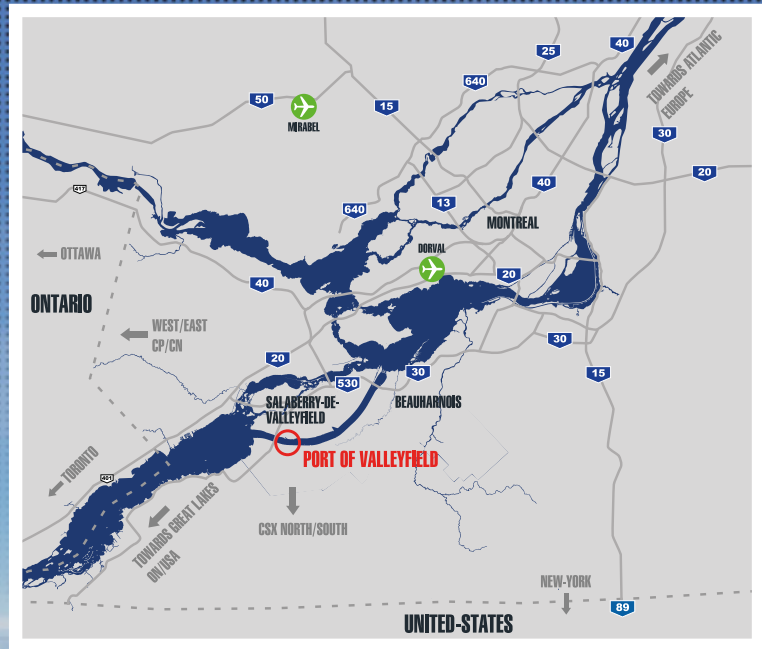 25
40
640
TOWARDS ATLANTIC
EUROPE
50
MIRABEL
15
30
20
417
640
13
40
MONTREAL
DORVAL
OTTAWA
40
20
ONTARIO
WEST/EAST
CP/CN
30
20
530
30
15
SALABERRY-DE-
VALLEYFIELD
BEAUHARNOIS
PORT OF VALLEYFIELD
TORONTO
401
TOWARDS GREAT LAKES
ON/USA
CSX NORTH/SOUTH
NEW-YORK
89
UNITED-STATES